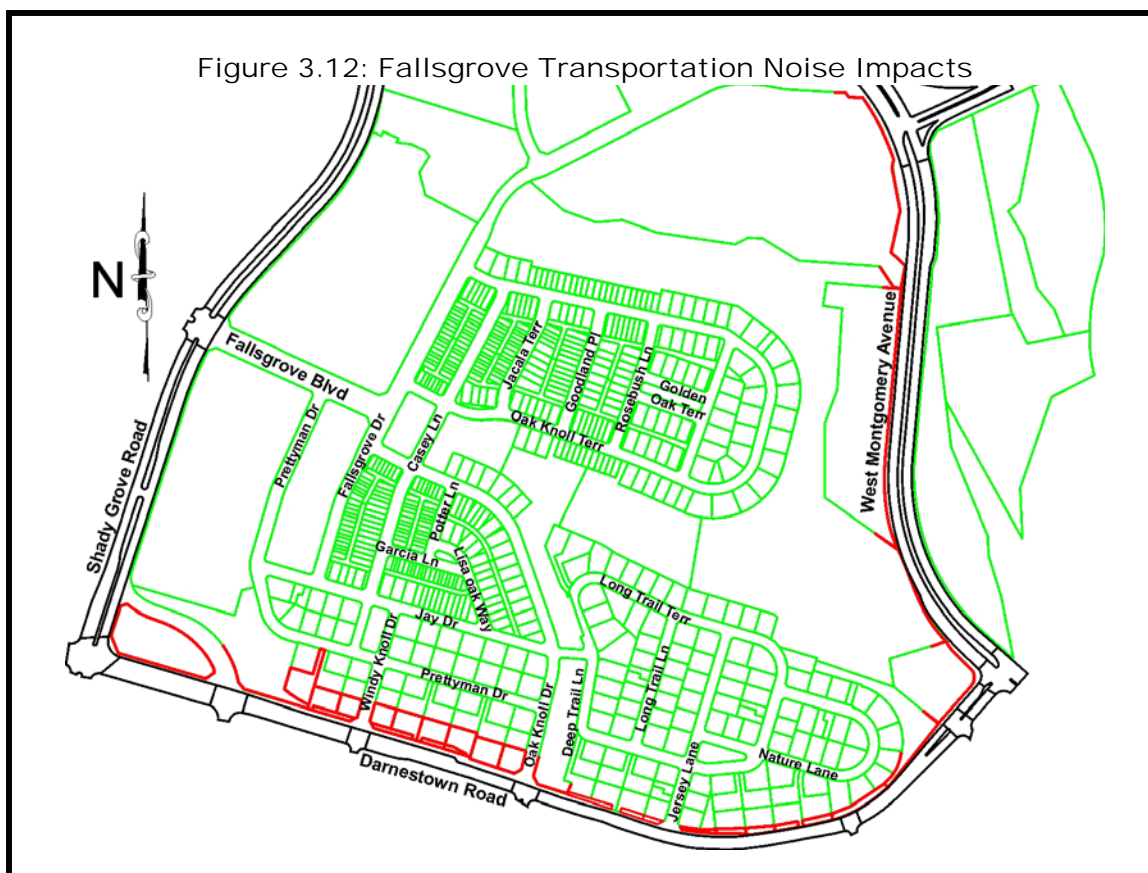 Figure 3.12: Fallsgrove Transportation Noise Impacts
N
Fallsgrove Blvd
Shady Grove Road
Prettyman Dr
Fallsgrove Dr
Casey Ln
Jacala Terr
Goodland Pl
Rosebush Ln
Golden
Oak Terr
Oak Knoll Terr
West Montgomery Avenue
Potter Ln
Garcia Ln
Lisa oak Way
Jay Dr
Windy Knoll Dr
Prettyman Dr
Oak Knoll Dr
Deep Trail Ln
Long Trail Terr
Long Trail Ln
Jersey Lane
Nature Lane
Darnestown Road